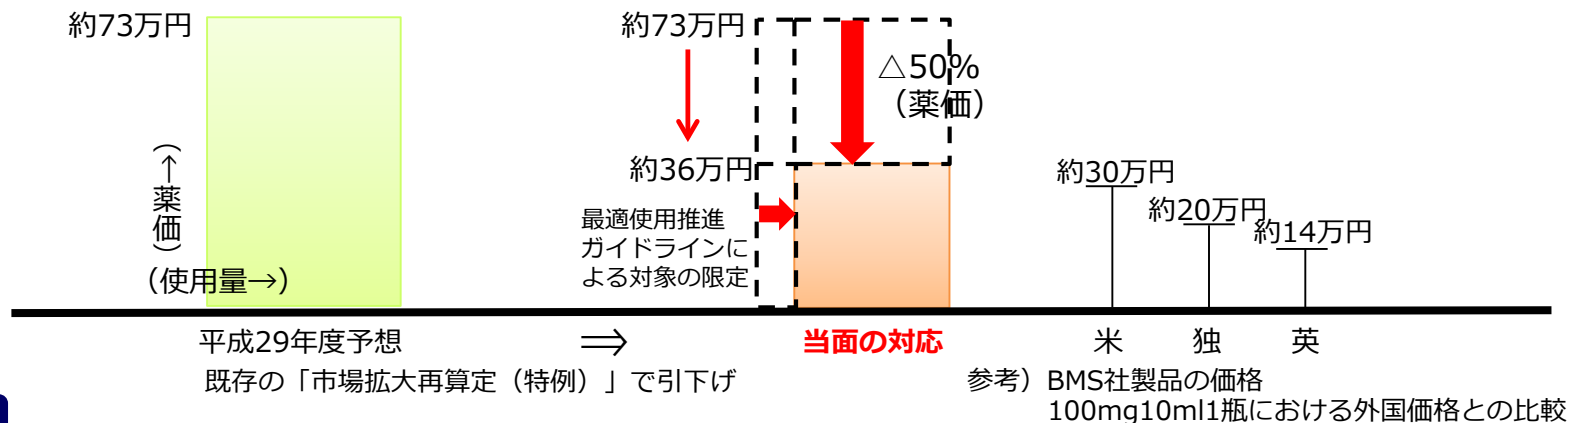 約73万円
(←薬価)
(使用量→)
平成29年度予想
⇒
既存の「市場拡大再算定（特例）」で引下げ
約73万円
△50%
（薬価）
約36万円
最適使用推進
ガイドラインに
よる対象の限定
当面の対応
約30万円
約20万円
約14万円
米
独
英
参考）BMS社製品の価格
100mg10ml1瓶における外国価格との比較